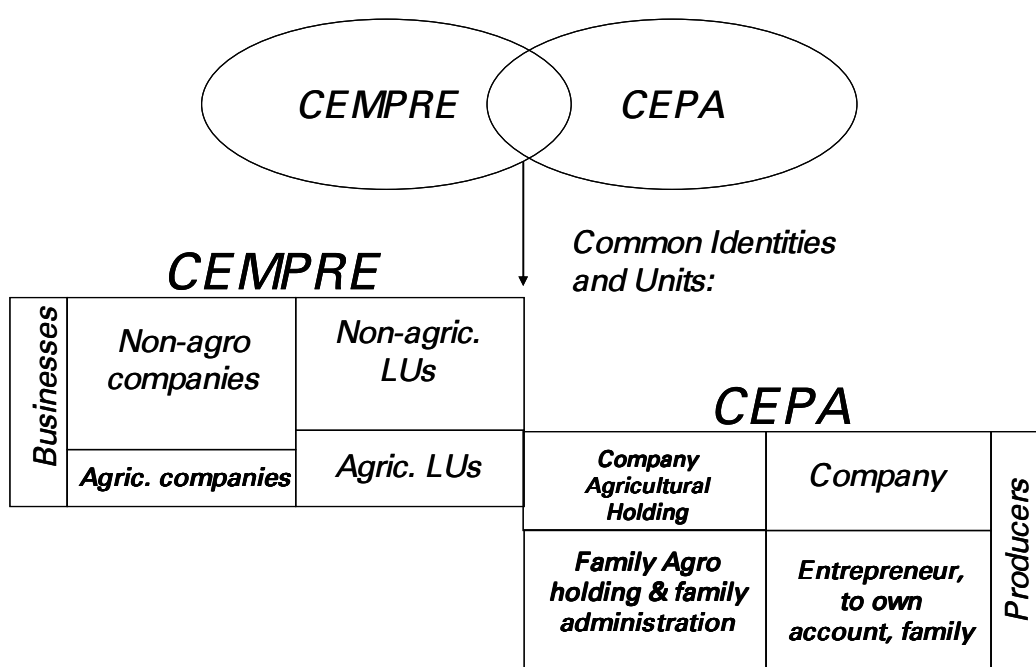 CEMPRE
CEPA
Common Identities
and Units:
CEMPRE
Businesses
Non-agro
companies
Non-agric.
LUs
Agric. companies
Agric. LUs
CEPA
Company
Agricultural
Holding
Company
Producers
Family Agro
holding & family
administration
Entrepreneur,
to own
account, family